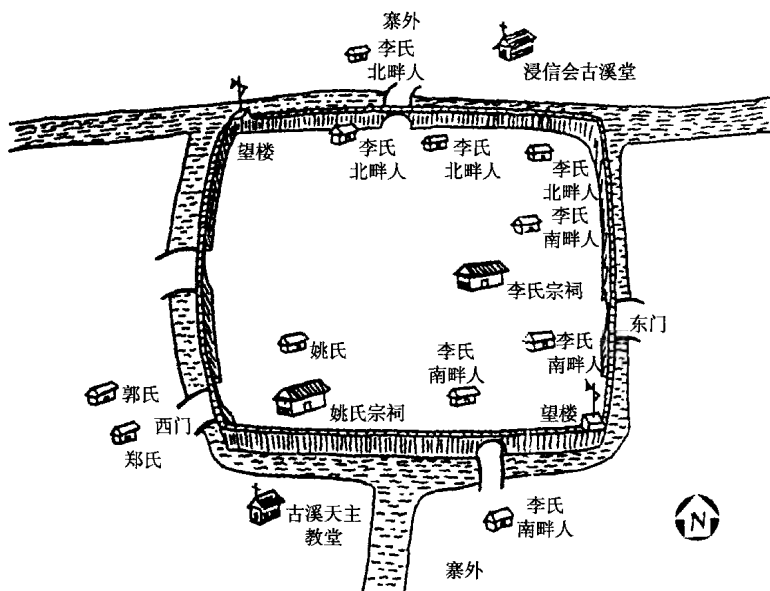 寨外
李氏
北畔人
浸信会古溪堂
望楼
李氏
北畔人
李氏
北畔人
李氏
北畔人
李氏
南畔人
李氏宗祠
东门
姚氏
李氏
南畔人
李氏
南畔人
郭氏
姚氏宗祠
望楼
西门
郑氏
古溪天主
教堂
李氏
南畔人
N
寨外